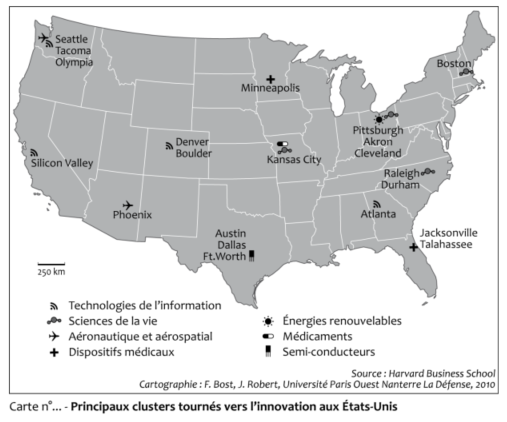 Seattle
Tacoma
Olympia
Boston
Minneapolis
Denver
Boulder
Silicon Valley
Kansas City
Pittsburgh
Akron
Cleveland
Raleigh
Durham
Phoenix
Atlanta
Austin
Dallas
Ft.Worth
Jacksonville
Talahassee
250 km
Technologies de l'information
Sciences de la vie
Aéronautique et aérospatial
Dispositifs médicaux
Énergies renouvelables
Médicaments
Semi-conducteurs
Source : Harvard Business School
Cartographie : F. Bost, J. Robert, Université Paris Ouest Nanterre La Défense, 2010
Carte n°... - Principaux clusters tournés vers l'innovation aux États-Unis